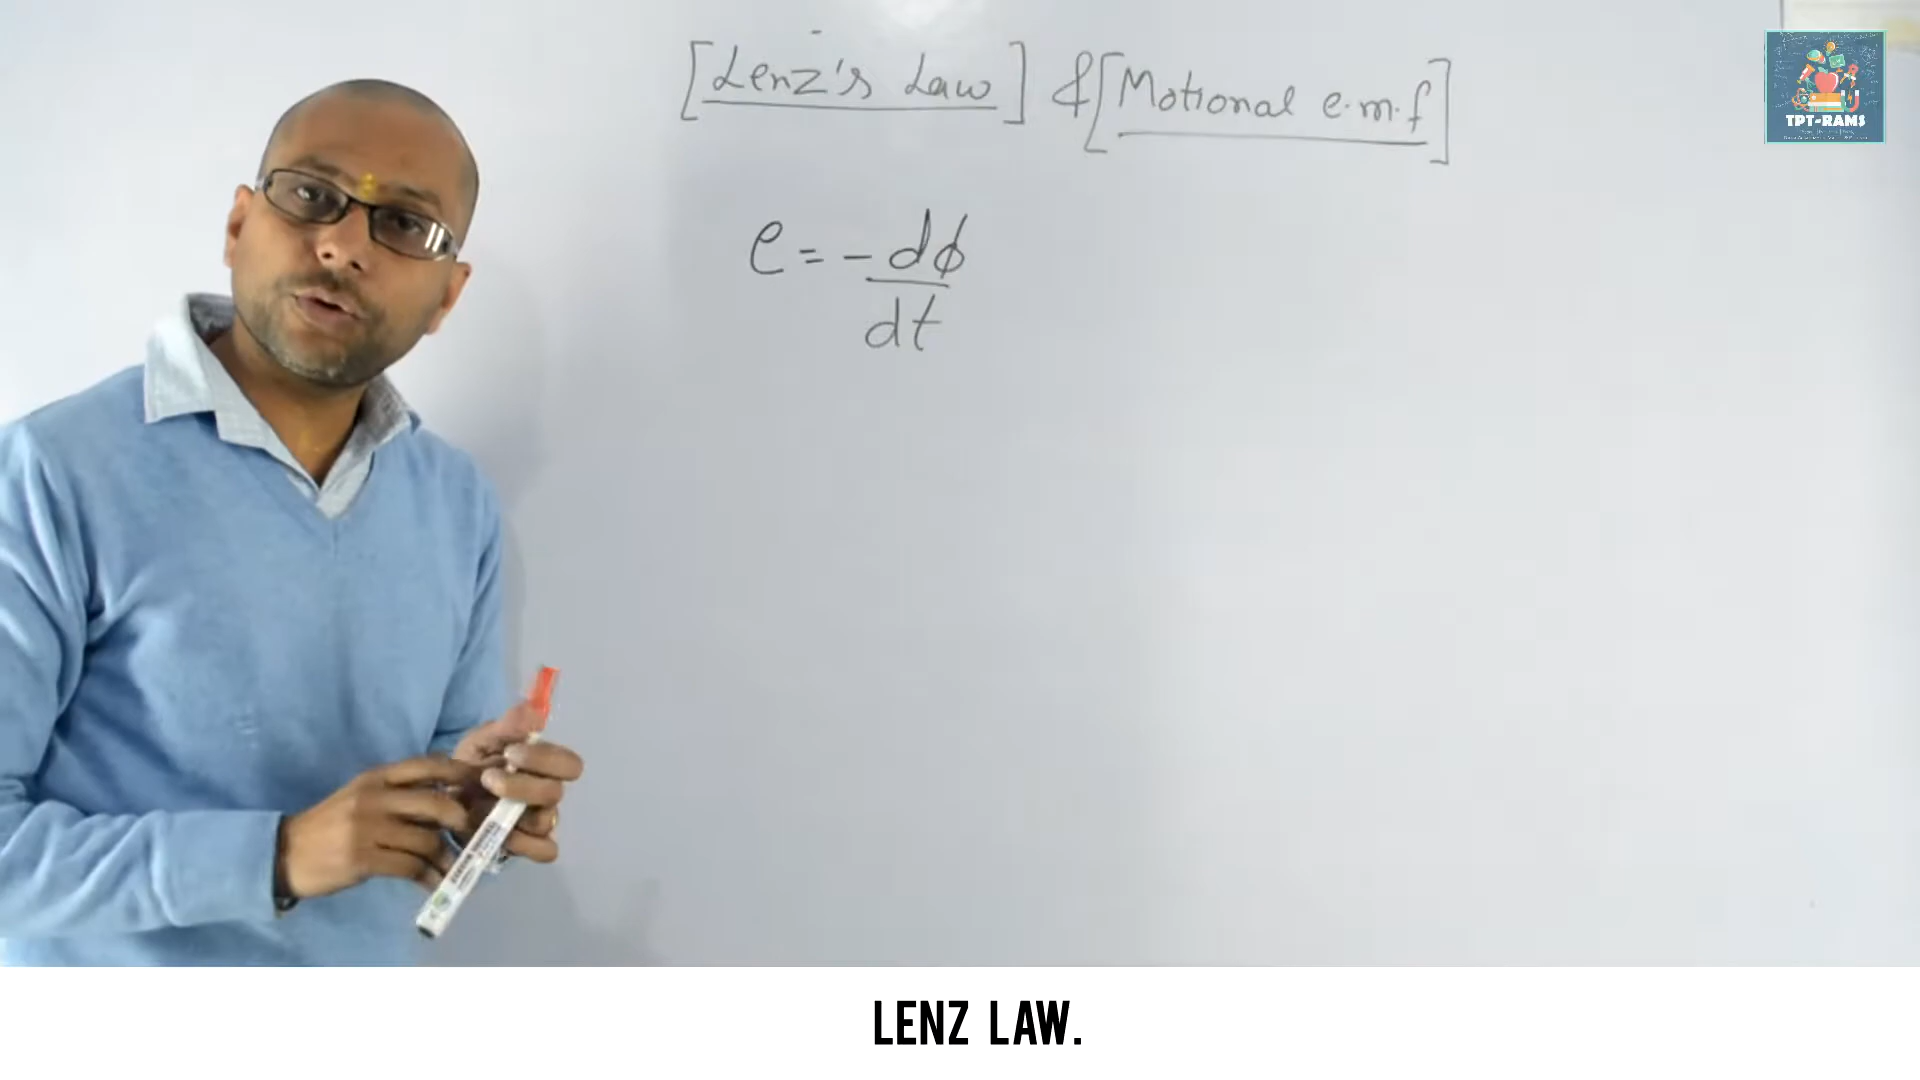 [Lenz's Law] & [Motional e.m.f]
e = - dφ
dt
TPT-RAMS
LENZ LAW.